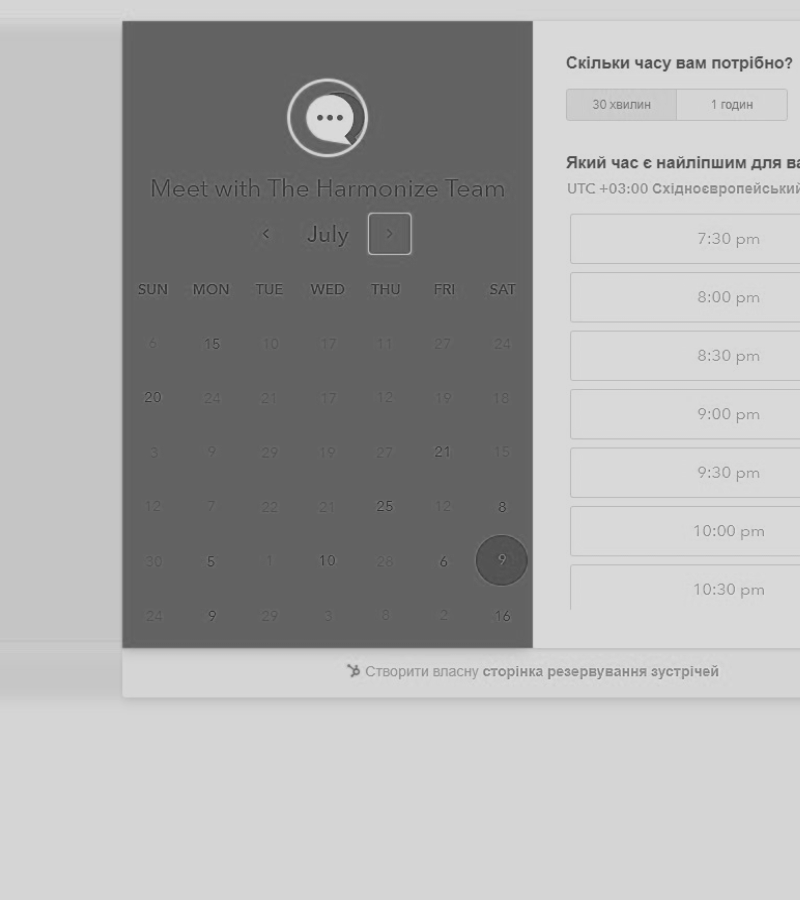 Meet with The Harmonize Team
July
SUN MON TUE WED THU FRI SAT
6 15 10 17 11 27 24
20 24 21 17 12 19 18
3 9 29 19 27 21 15
12 7 22 21 25 12 8
30 5 1 10 28 6 9
24 9 29 3 8 2 16
Скільки часу вам потрібно?
30 хвилин 1 годин
Який час є найліпшим для
UTC +03:00 Східноєвропейський
7:30 pm
8:00 pm
8:30 pm
9:00 pm
9:30 pm
10:00 pm
10:30 pm
Створити власну сторінка резервування зустрічей